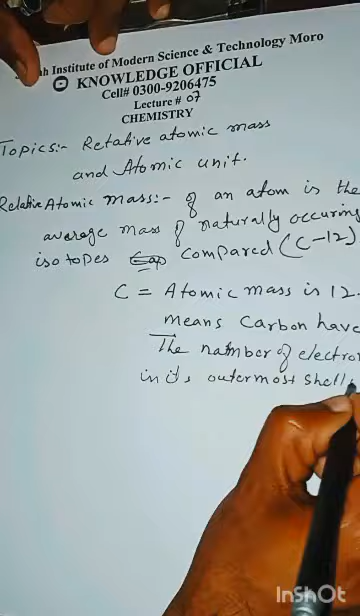 ah Institute of Modern Science & Technology Moro
KNOWLEDGE OFFICIAL
Cell# 0300-9206475
Lecture # 07
CHEMISTRY
Topics:- Relative atomic mass
and Atomic unit.
Relative Atomic mass:- of an atom is the
average mass of naturally occuring
isotopes compared (C-12)
C = Atomic mass is 12.
means Carbon have
The number of electron
in it's outermost shell
InShOt